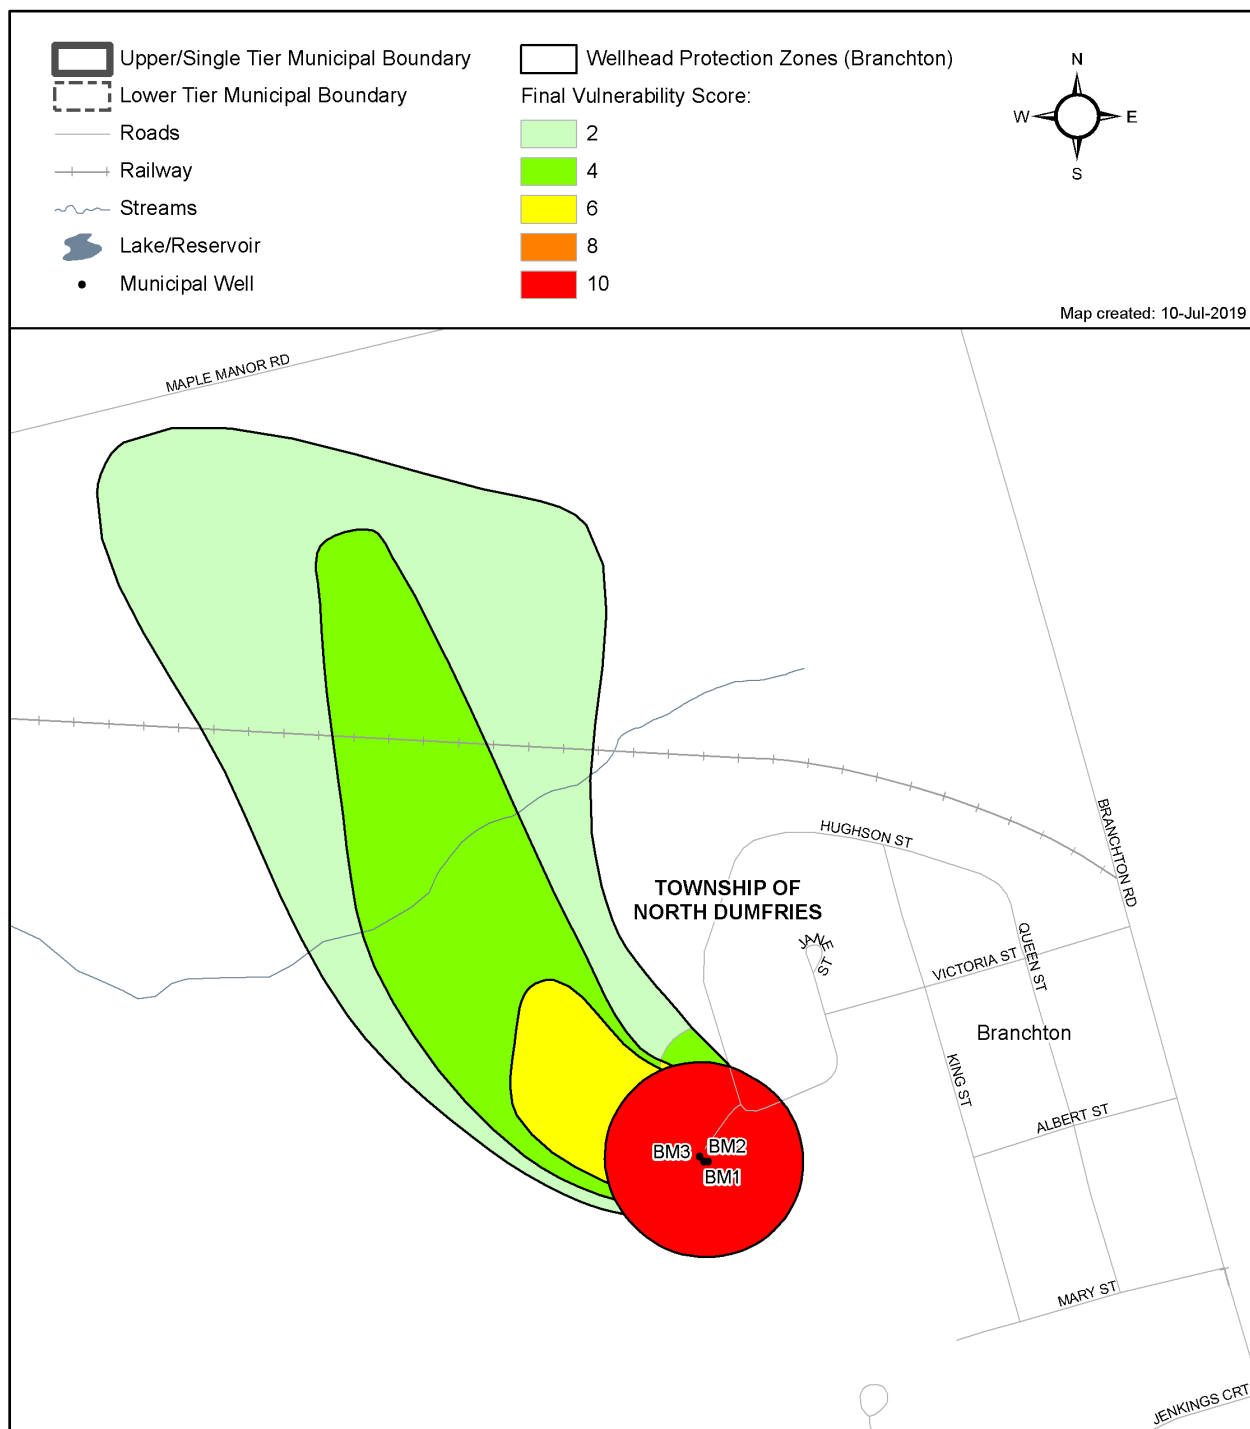 Upper/Single Tier Municipal Boundary
Lower Tier Municipal Boundary
Roads
Railway
Streams
Lake/Reservoir
Municipal Well
Wellhead Protection Zones (Branchton)
Final Vulnerability Score:
2
4
6
8
10
N
W E
S
Map created: 10-Jul-2019
MAPLE MANOR RD
BRANCHTON RD
HUGHSON ST
TOWNSHIP OF
NORTH DUMFRIES
JANE
ST
QUEEN ST
VICTORIA ST
Branchton
KING ST
ALBERT ST
BM3
BM2
BM1
MARY ST
JENKINGS CRT